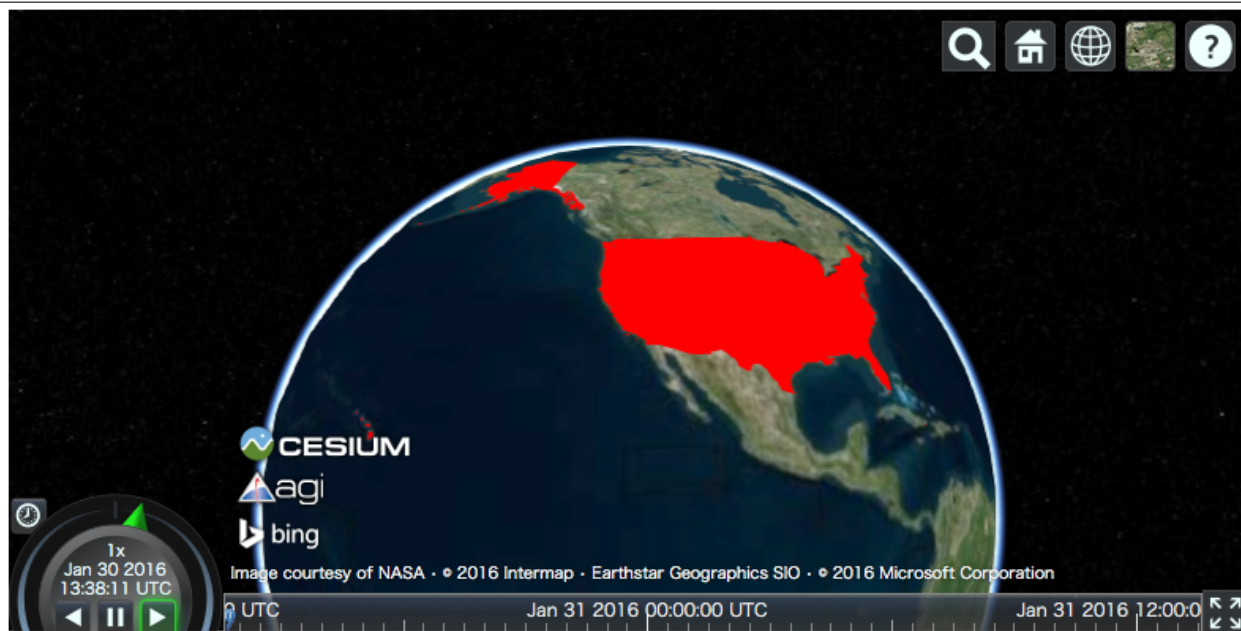 ?
CESIUM
agi
bing
Image courtesy of NASA · © 2016 Intermap · Earthstar Geographics SIO · © 2016 Microsoft Corporation
1x
Jan 30 2016
13:38:11 UTC
UTC
Jan 31 2016 00:00:00 UTC
Jan 31 2016 12:00:0